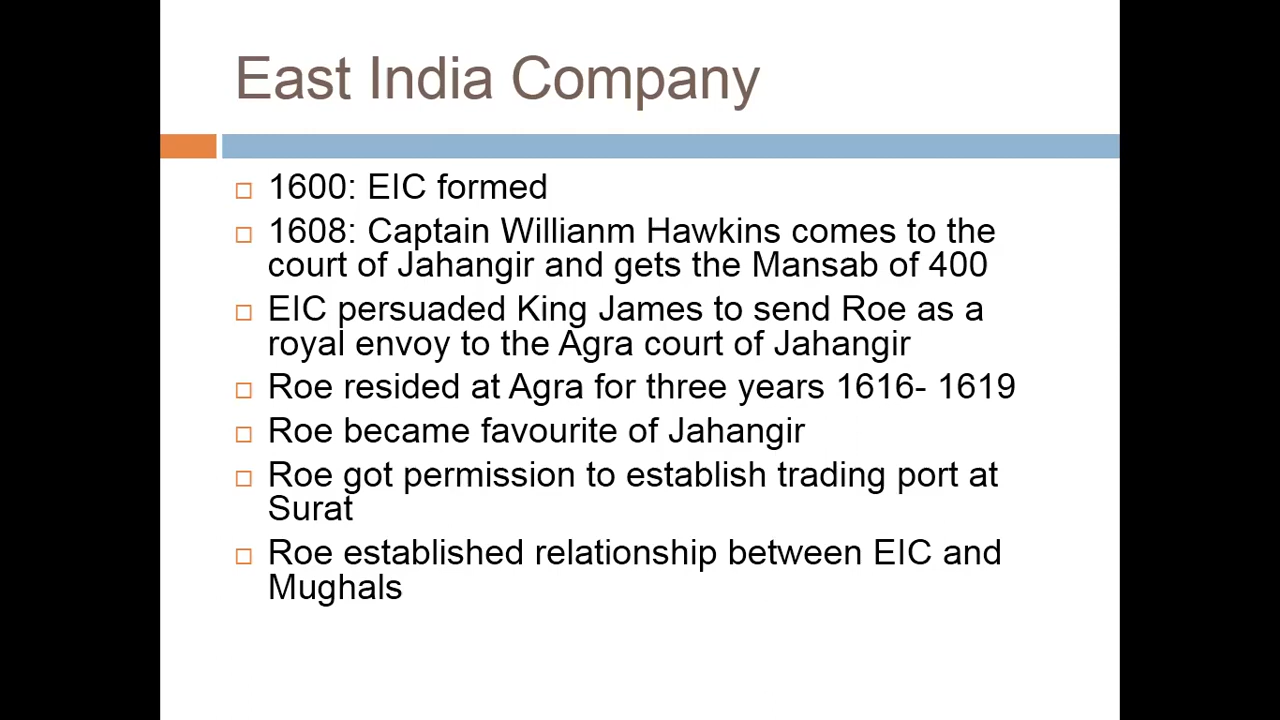 East India Company
1600: EIC formed
1608: Captain Willianm Hawkins comes to the
court of Jahangir and gets the Mansab of 400
EIC persuaded King James to send Roe as a
royal envoy to the Agra court of Jahangir
Roe resided at Agra for three years 1616- 1619
Roe became favourite of Jahangir
Roe got permission to establish trading port at
Surat
Roe established relationship between EIC and
Mughals